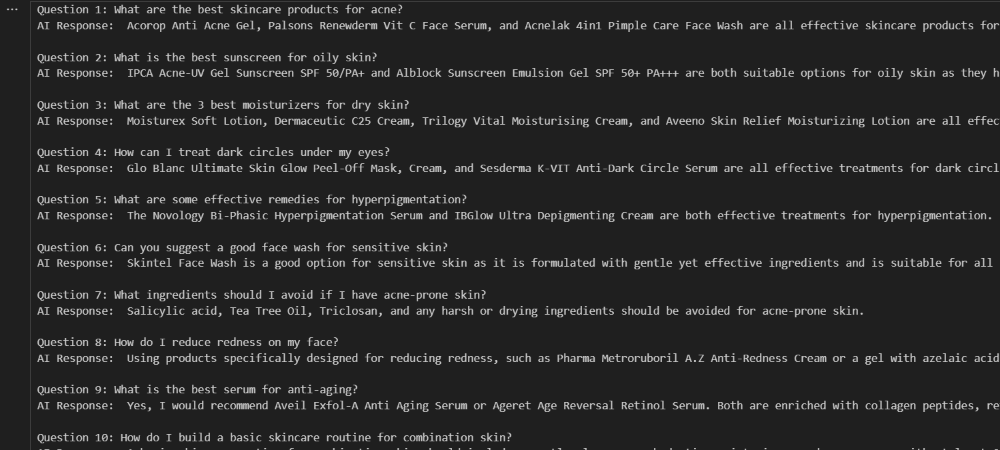 Question 1: What are the best skincare products for acne?
AI Response:  Acorop Anti Acne Gel, Palsons Renewderm Vit C Face Serum, and Acnelak 4in1 Pimple Care Face Wash are all effective skincare products for
Question 2: What is the best sunscreen for oily skin?
AI Response:  IPCA Acne-UV Gel Sunscreen SPF 50/PA+ and Alblock Sunscreen Emulsion Gel SPF 50+ PA+++ are both suitable options for oily skin as they h
Question 3: What are the 3 best moisturizers for dry skin?
AI Response:  Moisturex Soft Lotion, Dermaceutic C25 Cream, Trilogy Vital Moisturising Cream, and Aveeno Skin Relief Moisturizing Lotion are all effec
Question 4: How can I treat dark circles under my eyes?
AI Response:  Glo Blanc Ultimate Skin Glow Peel-Off Mask, Cream, and Sesderma K-VIT Anti-Dark Circle Serum are all effective treatments for dark circl
Question 5: What are some effective remedies for hyperpigmentation?
AI Response:  The Novology Bi-Phasic Hyperpigmentation Serum and IBGlow Ultra Depigmenting Cream are both effective treatments for hyperpigmentation.
Question 6: Can you suggest a good face wash for sensitive skin?
AI Response:  Skintel Face Wash is a good option for sensitive skin as it is formulated with gentle yet effective ingredients and is suitable for all
Question 7: What ingredients should I avoid if I have acne-prone skin?
AI Response:  Salicylic acid, Tea Tree Oil, Triclosan, and any harsh or drying ingredients should be avoided for acne-prone skin.
Question 8: How do I reduce redness on my face?
AI Response:  Using products specifically designed for reducing redness, such as Pharma Metroruboril A.Z Anti-Redness Cream or a gel with azelaic acid
Question 9: What is the best serum for anti-aging?
AI Response:  Yes, I would recommend Aveil Exfol-A Anti Aging Serum or Ageret Age Reversal Retinol Serum. Both are enriched with collagen peptides, re
Question 10: How do I build a basic skincare routine for combination skin?